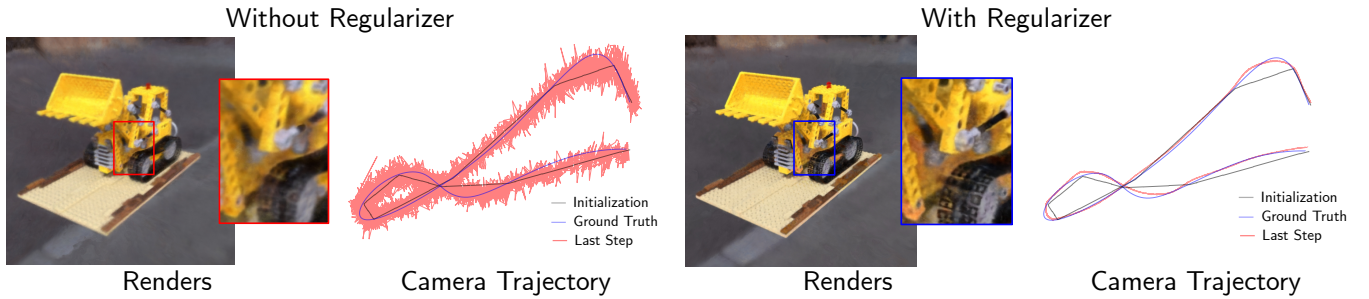 Without Regularizer
With Regularizer
Initialization
Ground Truth
Last Step
Initialization
Ground Truth
Last Step
Renders
Camera Trajectory
Renders
Camera Trajectory